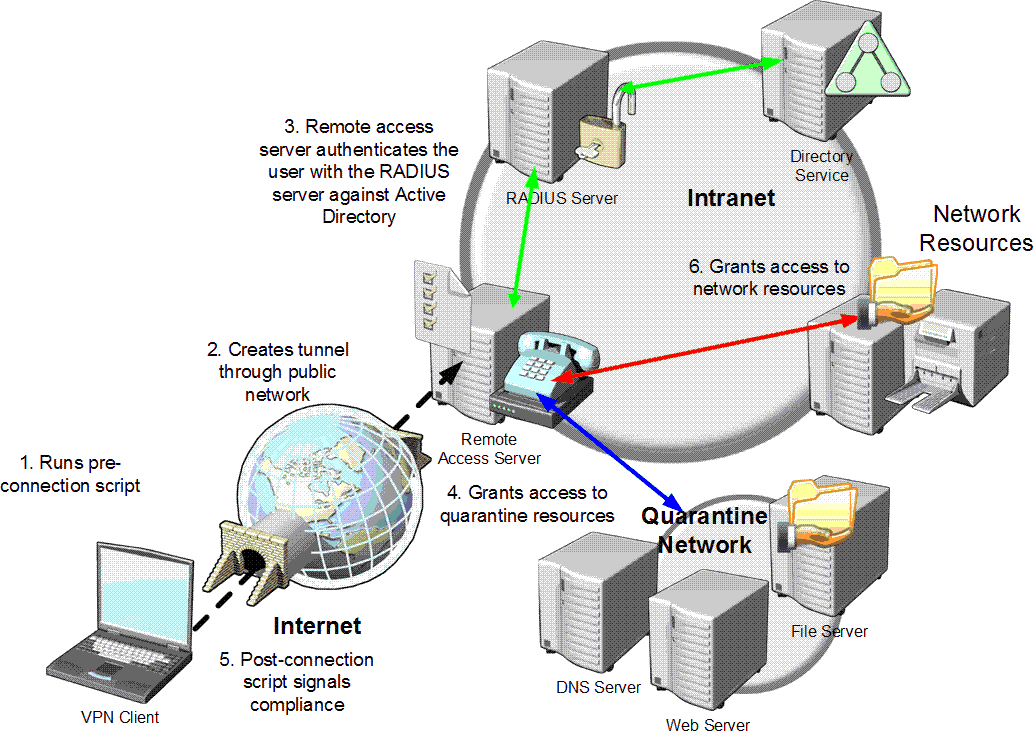 3. Remote access
server authenticates the
user with the RADIUS
server against Active
Directory
RADIUS Server
Directory
Service
Intranet
Network
Resources
6. Grants access to
network resources
2. Creates tunnel
through public
network
Remote
Access Server
1. Runs pre-
connection script
4. Grants access to
quarantine resources
Quarantine
Network
Internet
5. Post-connection
script signals
compliance
VPN Client
File Server
DNS Server
Web Server